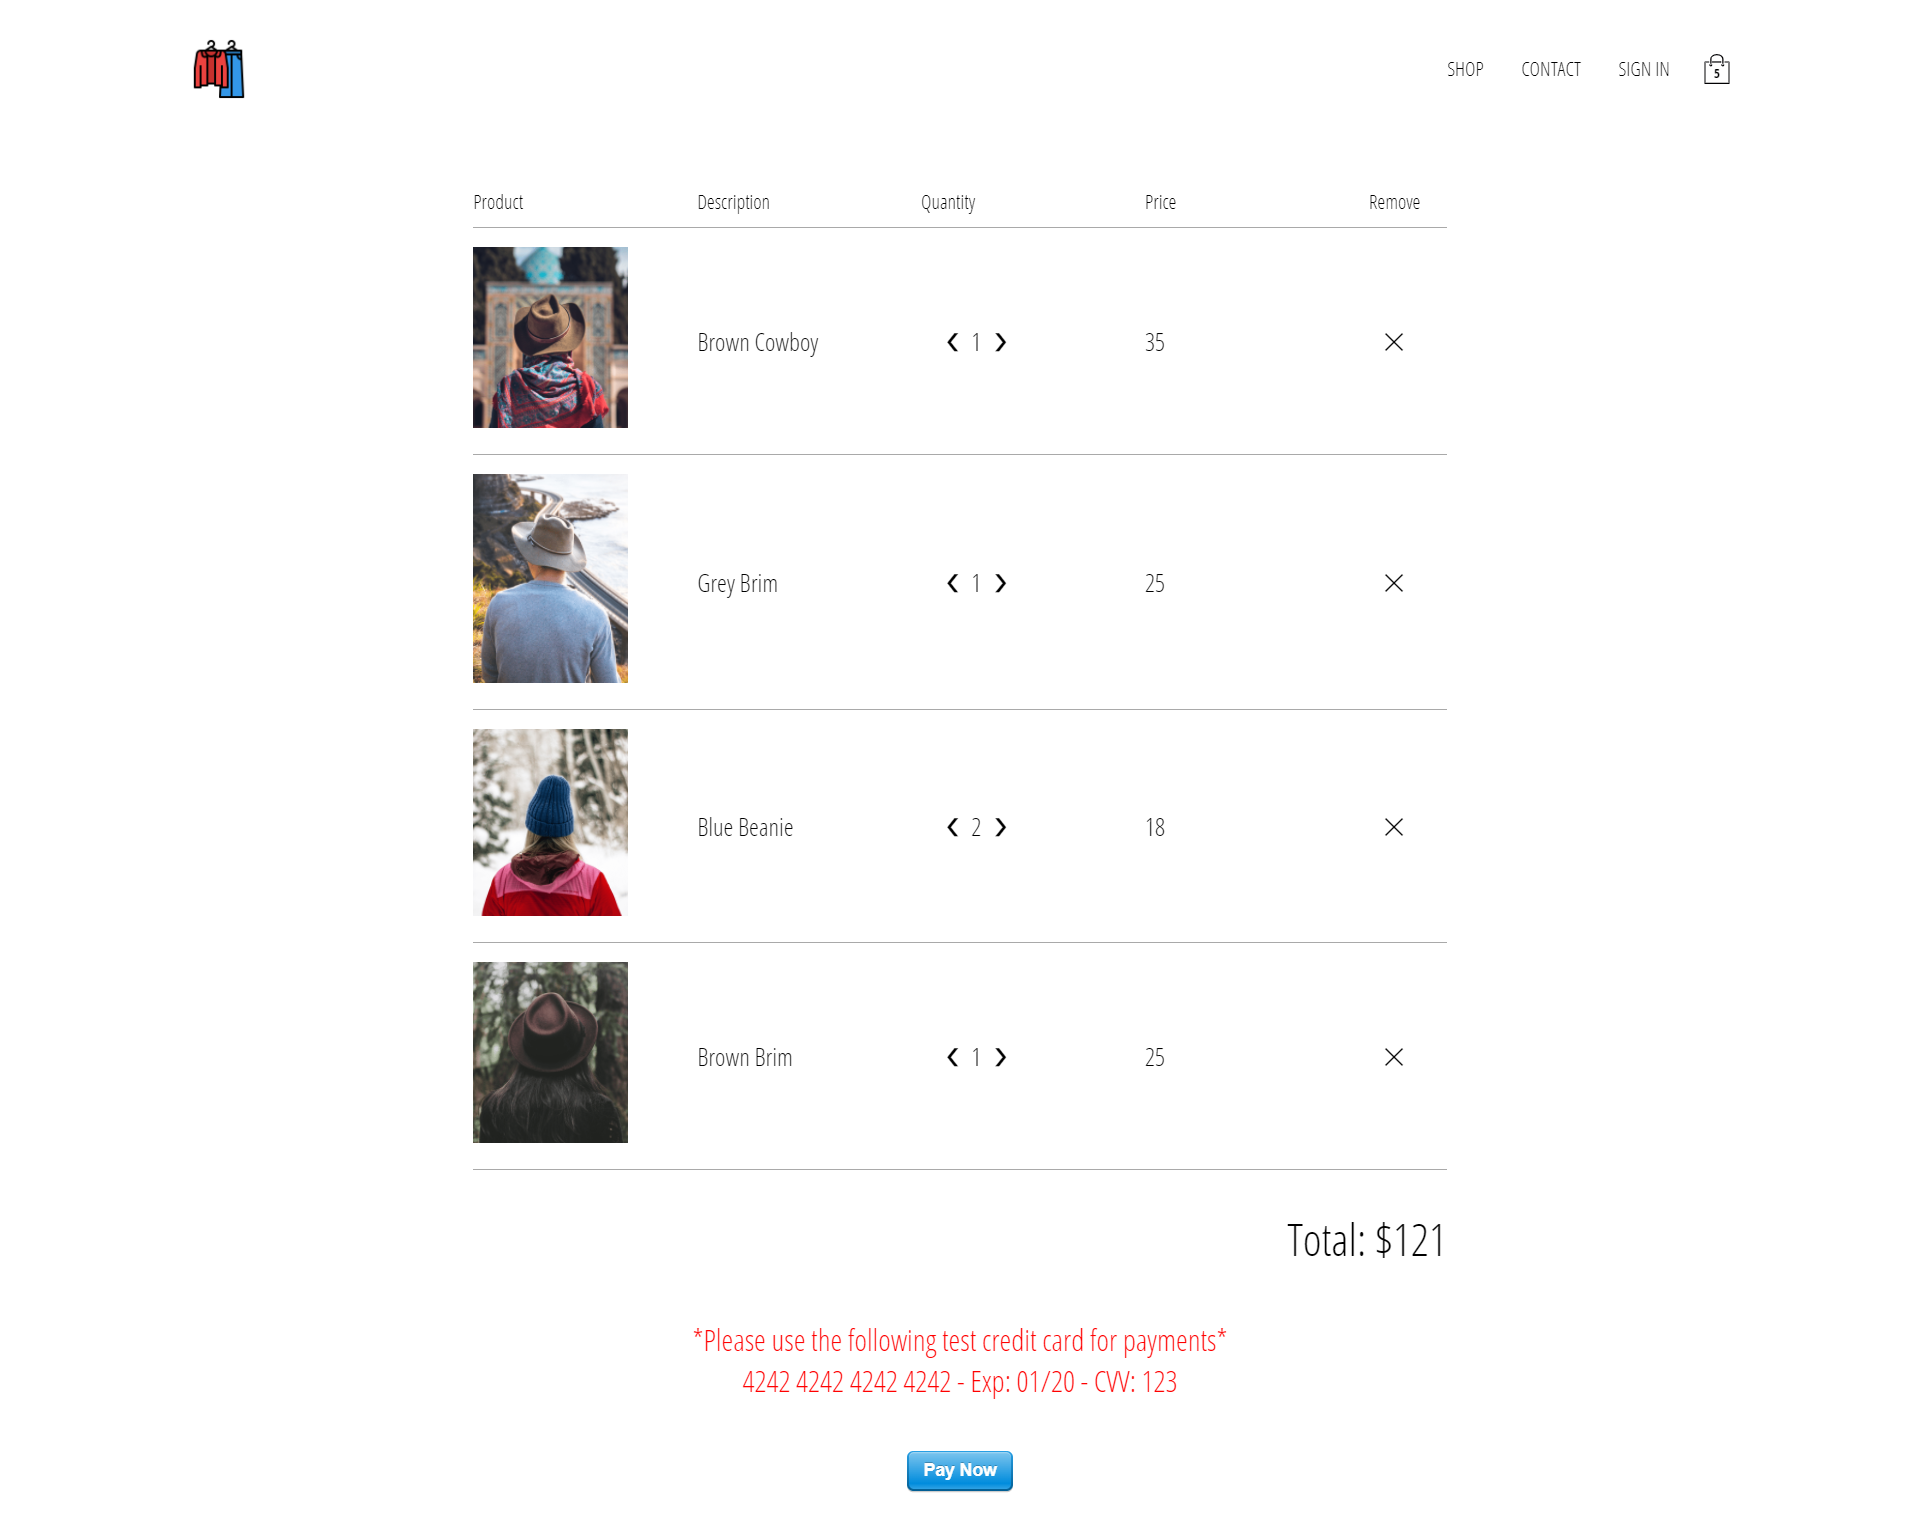 SHOP CONTACT SIGN IN 5
Product Description Quantity Price Remove
Brown Cowboy ❮ 1 ❯ 35 ✕
Grey Brim ❮ 1 ❯ 25 ✕
Blue Beanie ❮ 2 ❯ 18 ✕
Brown Brim ❮ 1 ❯ 25 ✕
Total: $121
*Please use the following test credit card for payments*
4242 4242 4242 4242 - Exp: 01/20 - CVV: 123
Pay Now